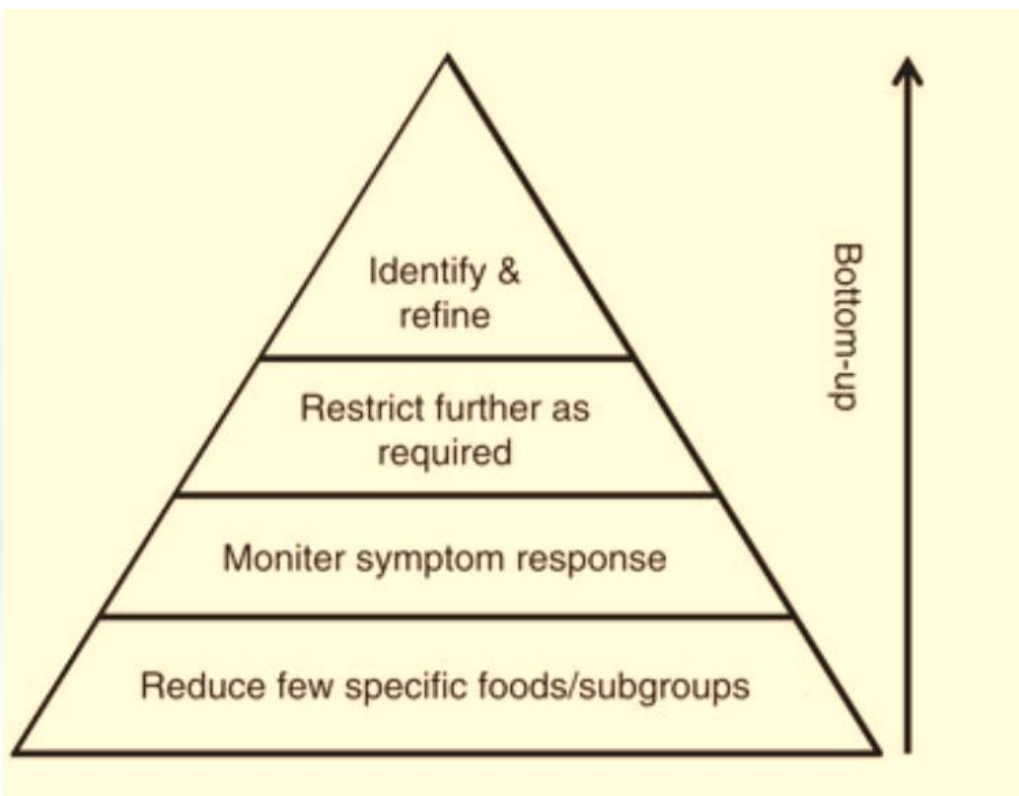 Identify &
refine
Restrict further as
required
Moniter symptom response
Reduce few specific foods/subgroups
Bottom-up